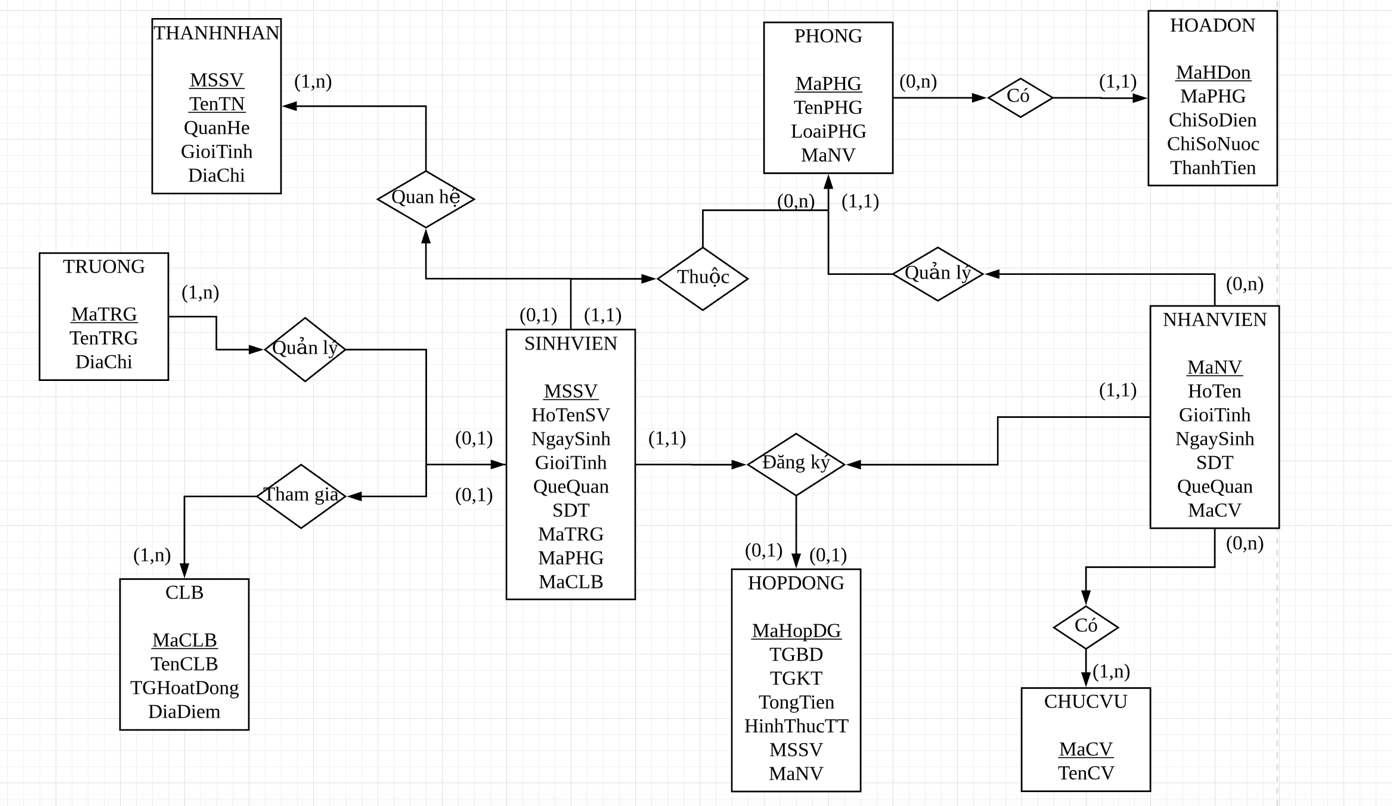 THANHNHAN
MSSV
TenTN
QuanHe
GioiTinh
DiaChi
(1,n)
Quan hệ
PHONG
MaPHG
TenPHG
LoaiPHG
MaNV
(0,n)
Có
(1,1)
HOADON
MaHDon
MaPHG
ChiSoDien
ChiSoNuoc
ThanhTien
(0,n)
(1,1)
Thuộc
Quản lý
(0,n)
TRUONG
MaTRG
TenTRG
DiaChi
(1,n)
Quản lý
(0,1)
(1,1)
SINHVIEN
MSSV
HoTenSV
NgaySinh
GioiTinh
QueQuan
SDT
MaTRG
MaPHG
MaCLB
(0,1)
(0,1)
(1,1)
Đăng ký
(1,1)
NHANVIEN
MaNV
HoTen
GioiTinh
NgaySinh
SDT
QueQuan
MaCV
(0,n)
Tham gia
(1,n)
CLB
MaCLB
TenCLB
TGHoatDong
DiaDiem
(0,1)
(0,1)
HOPDONG
MaHopDG
TGBD
TGKT
TongTien
HinhThucTT
MSSV
MaNV
Có
(1,n)
CHUCVU
MaCV
TenCV